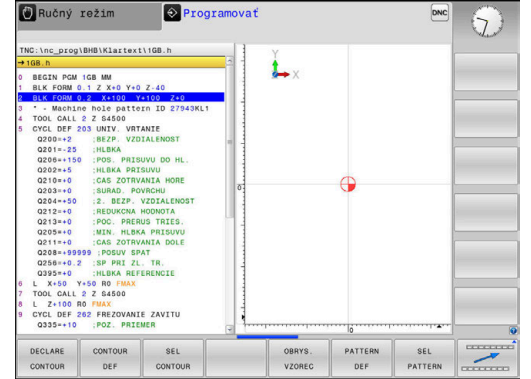 Ručný režim
Programovať
DNC
TNC:\nc_prog\BHB\Klartext\1GB.h
→1GB.h
0 BEGIN PGM 1GB MM
1 BLK FORM 0.1 Z X+0 Y+0 Z-40
2 BLK FORM 0.2 X+100 Y+100 Z+0
3 * - Machine hole pattern ID 27943KL1
4 TOOL CALL 2 Z S4500
5 CYCL DEF 203 UNIV. VRTANIE
Q200=+2 ;BEZP. VZDIALENOST
Q201=-25 ;HLBKA
Q206=+150 ;POS. PRISUVU DO HL.
Q202=+5 ;HLBKA PRISUVU
Q210=+0 ;CAS ZOTRVANIA HORE
Q203=+0 ;SURAD. POVRCHU
Q204=+50 ;2. BEZP. VZDIALENOST
Q212=+0 ;REDUKCNA HODNOTA
Q213=+0 ;POC. PRERUS TRIES.
Q205=+0 ;MIN. HLBKA PRISUVU
Q211=+0 ;CAS ZOTRVANIA DOLE
Q208=+99999 ;POSUV SPAT
Q256=+0.2 ;SP PRI ZL. TR.
Q395=+0 ;HLBKA REFERENCIE
6 L X+50 Y+50 R0 FMAX
7 TOOL CALL 2 Z S4500
8 L Z+100 R0 FMAX
9 CYCL DEF 262 FREZOVANIE ZAVITU
Q335=+10 ;POZ. PRIEMER
Y
X
0
0
DECLARE CONTOUR
CONTOUR DEF
SEL CONTOUR
OBRYS. VZOREC
PATTERN DEF
SEL PATTERN